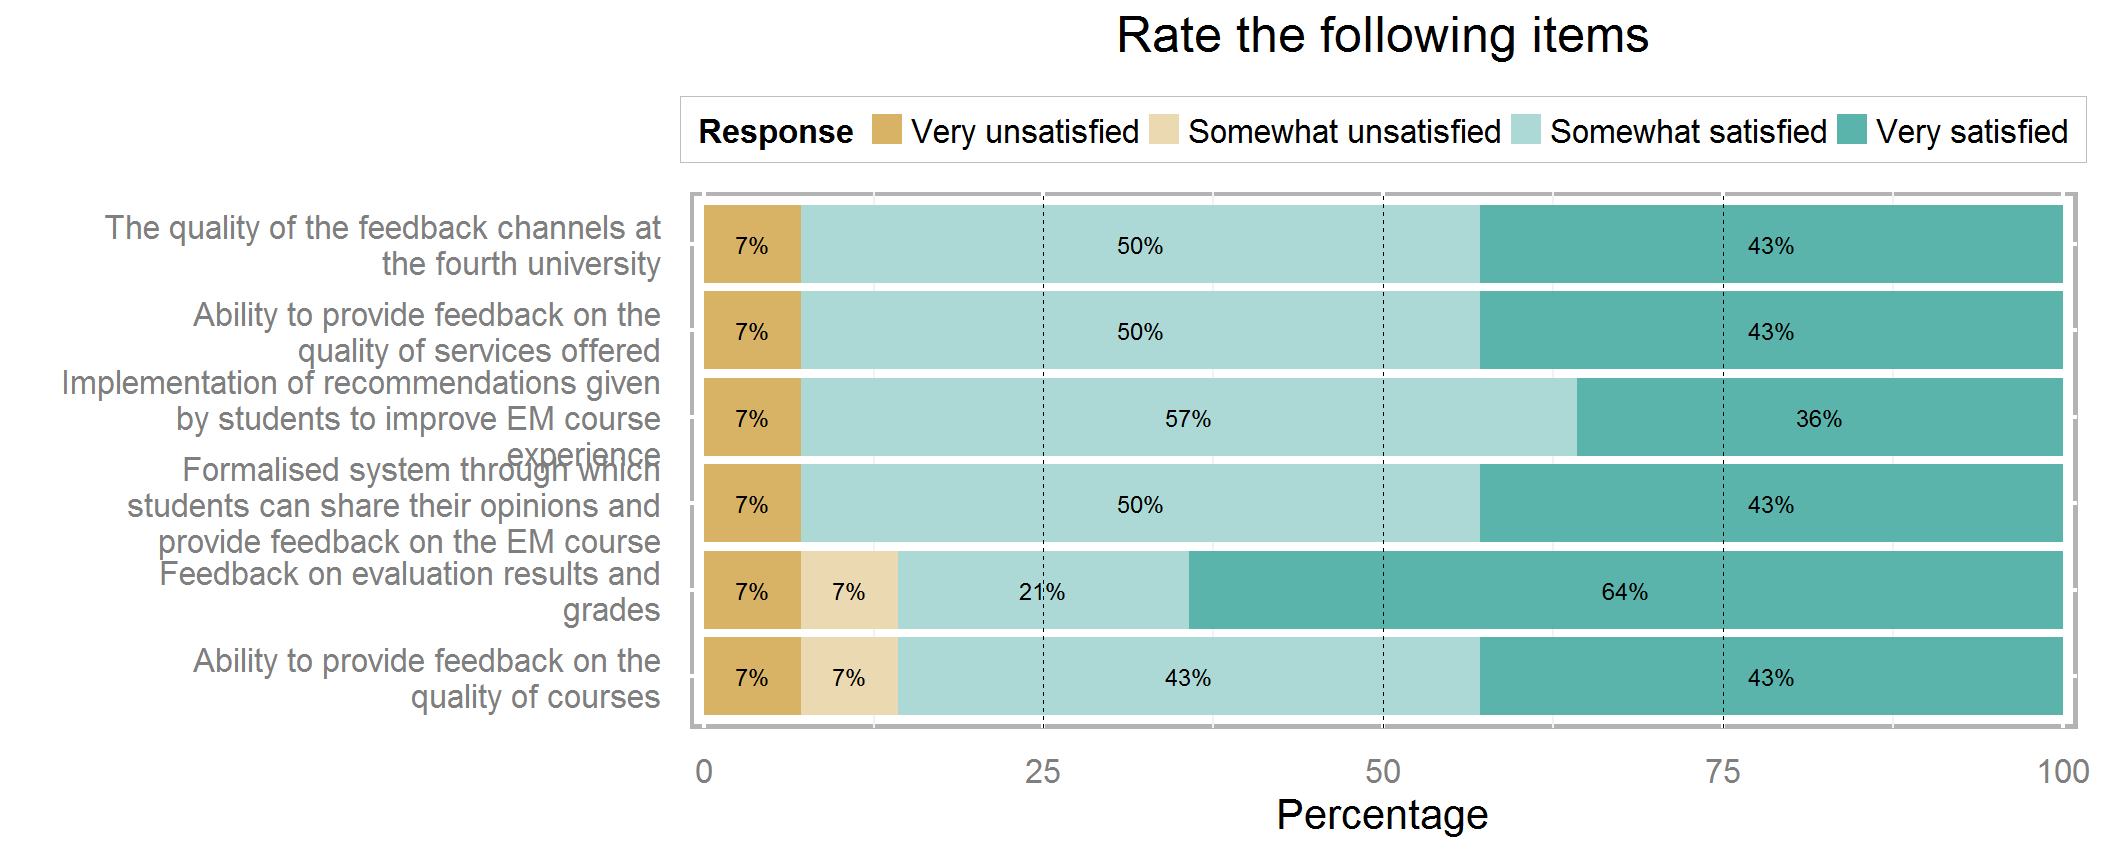 Rate the following items
Response Very unsatisfied Somewhat unsatisfied Somewhat satisfied Very satisfied
The quality of the feedback channels at
the fourth university
7% 50% 43%
Ability to provide feedback on the
quality of services offered
7% 50% 43%
Implementation of recommendations given
by students to improve EM course
experience
7% 57% 36%
Formalised system through which
students can share their opinions and
provide feedback on the EM course
7% 50% 43%
Feedback on evaluation results and
grades
7% 7% 21% 64%
Ability to provide feedback on the
quality of courses
7% 7% 43% 43%
0 25 50 75 100
Percentage